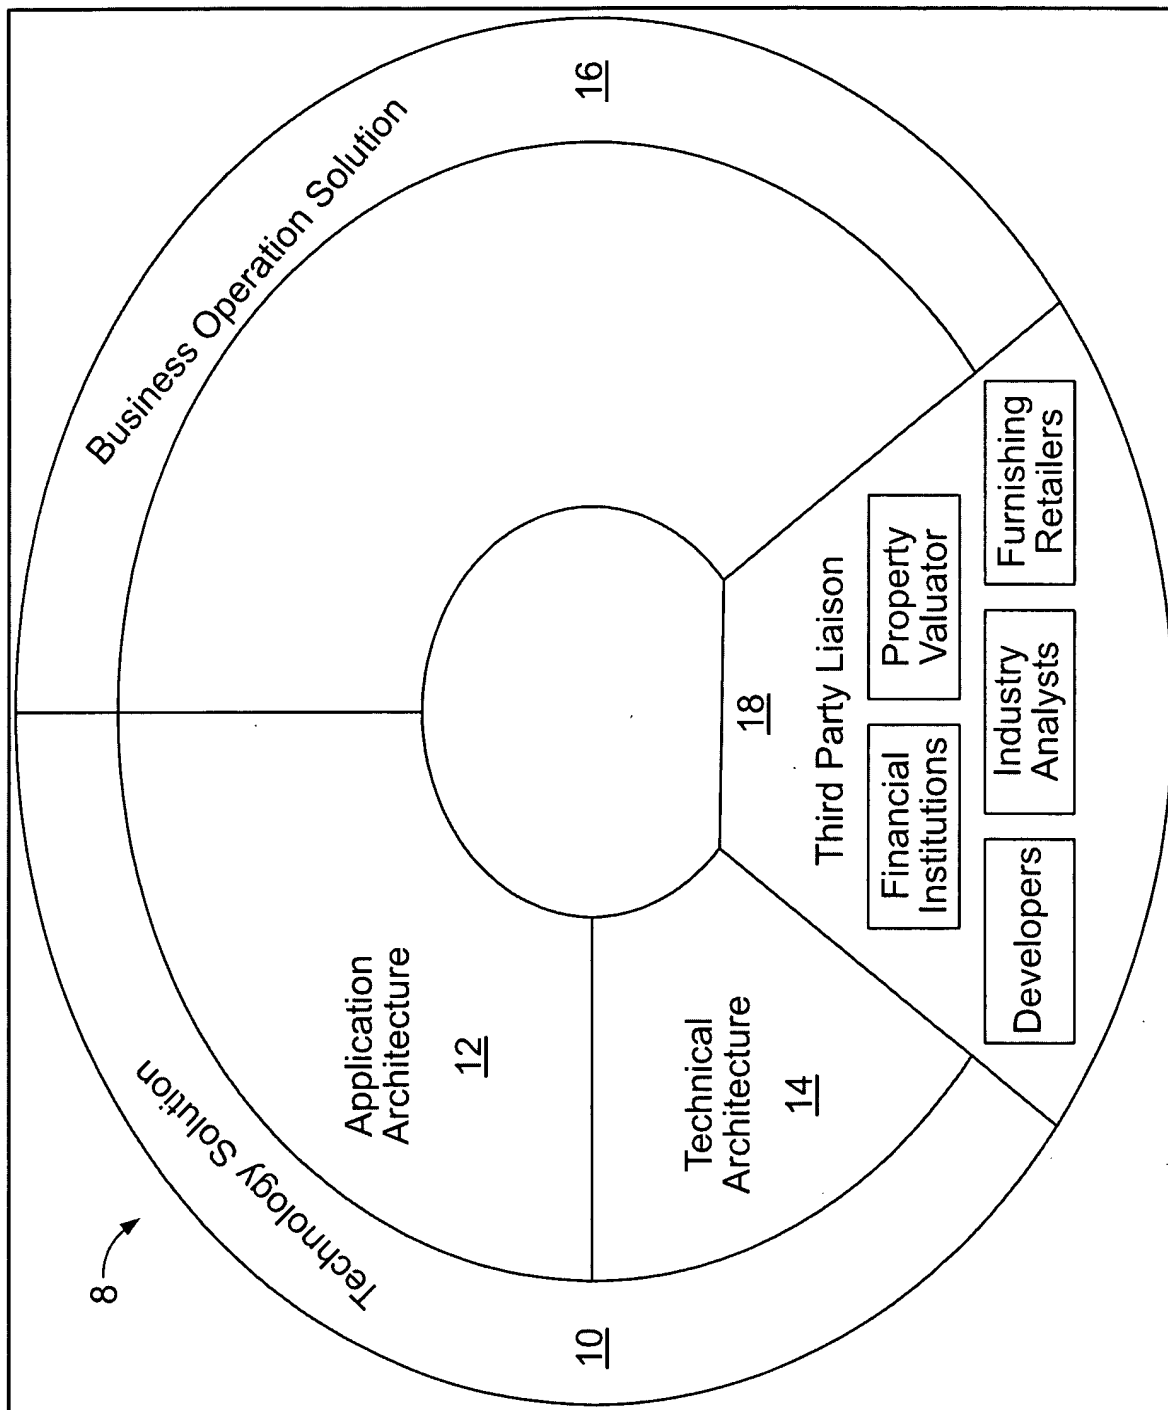 8
Technology Solution
10
Business Operation Solution
16
Application
Architecture
12
Technical
Architecture
14
18
Third Party Liaison
Financial
Institutions
Property
Valuator
Developers
Industry
Analysts
Furnishing
Retailers